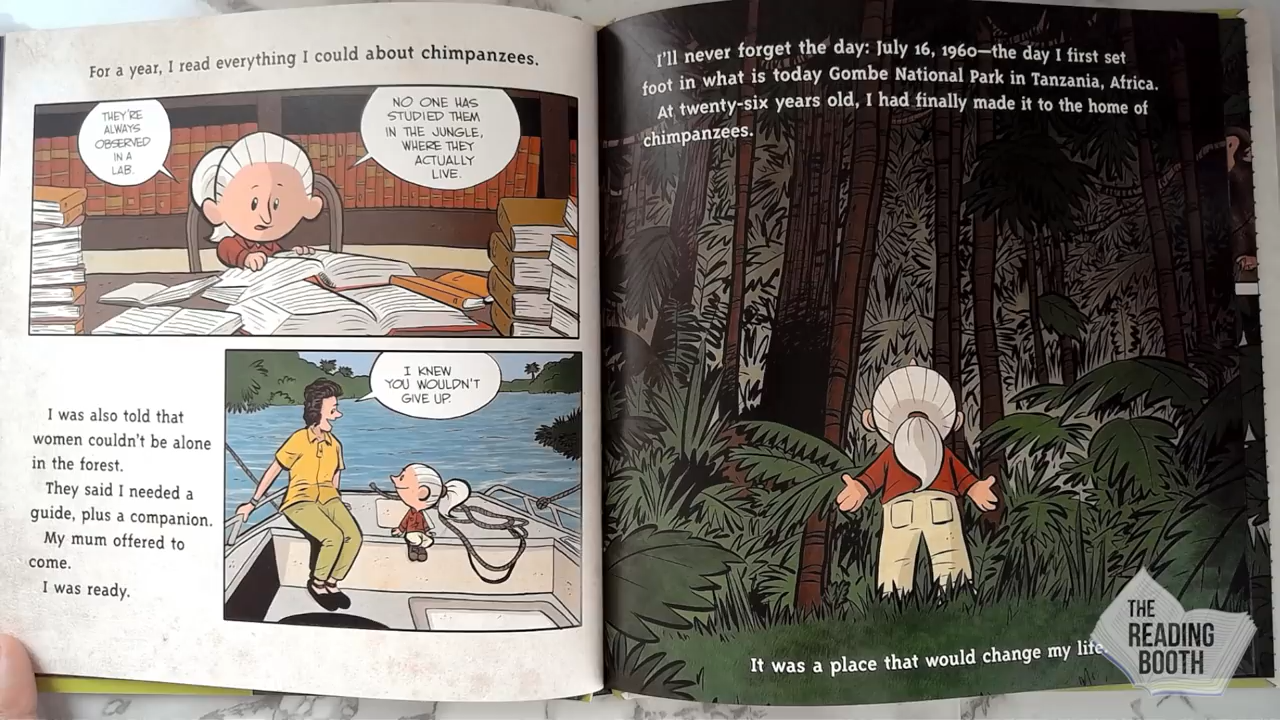 For a year, I read everything I could about chimpanzees.
THEY'RE
ALWAYS
OBSERVED
IN A
LAB.
NO ONE HAS
STUDIED THEM
IN THE JUNGLE,
WHERE THEY
ACTUALLY
LIVE.
I was also told that
women couldn't be alone
in the forest.
They said I needed a
guide, plus a companion.
My mum offered to
come.
I was ready.
I KNEW
YOU WOULDN'T
GIVE UP.
I'll never forget the day: July 16, 1960—the day I first set
foot in what is today Gombe National Park in Tanzania, Africa.
At twenty-six years old, I had finally made it to the home of
chimpanzees.
It was a place that would change my life.
THE
READING
BOOTH